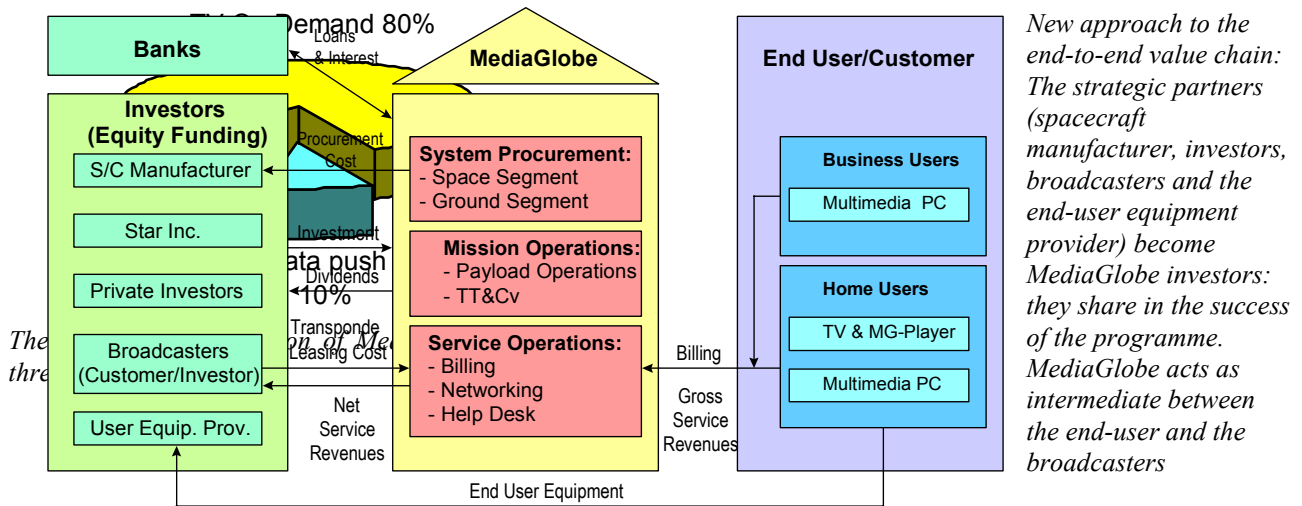 TV On Demand 80%
Banks
Loans
& Interest
MediaGlobe
End User/Customer
Investors
(Equity Funding)
S/C Manufacturer
Star Inc.
Private Investors
Broadcasters
(Customer/Investor)
User Equip. Prov.
Procurement
Cost
Investment
ata push
Dividends
10%
Transponde
Leasing Cost
Net
Service
Revenues
The
on of Me
thre
System Procurement:
- Space Segment
- Ground Segment
Mission Operations:
- Payload Operations
- TT&Cv
Service Operations:
- Billing
- Networking
- Help Desk
Billing
Gross
Service
Revenues
Business Users
Multimedia PC
Home Users
TV & MG-Player
Multimedia PC
End User Equipment
New approach to the
end-to-end value chain:
The strategic partners
(spacecraft
manufacturer, investors,
broadcasters and the
end-user equipment
provider) become
MediaGlobe investors:
they share in the success
of the programme.
MediaGlobe acts as
intermediate between
the end-user and the
broadcasters